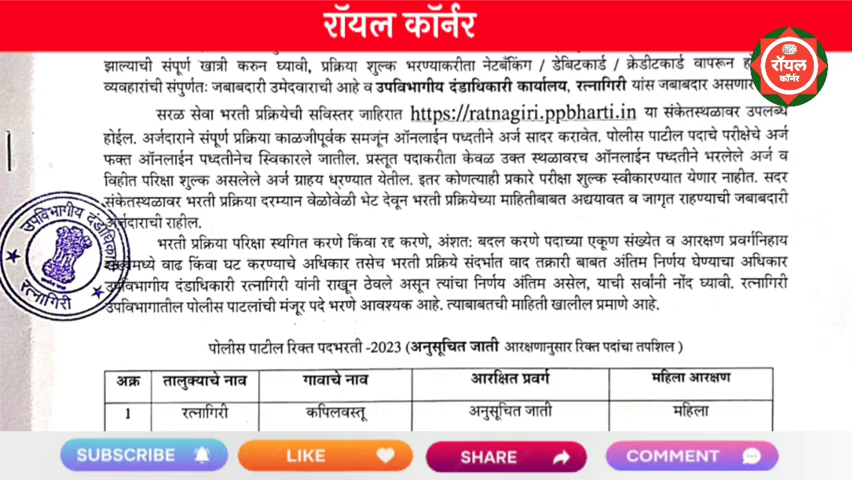 रॉयल कॉर्नर
रॉयल
कॉर्नर
झाल्याची संपूर्ण खात्री करुन घ्यावी, प्रक्रिया शुल्क भरण्याकरीता नेटबँकिंग / डेबिटकार्ड / क्रेडीटकार्ड वापरून
व्यवहारांची संपुर्णतः जबाबदारी उमेदवाराची आहे व उपविभागीय दंडाधिकारी कार्यालय, रत्नागिरी यांस जबाबदार असणार
सरळ सेवा भरती प्रक्रियेची सविस्तर जाहिरात https://ratnagiri.ppbharti.in या संकेतस्थळावर उपलब्ध
होईल. अर्जदाराने संपूर्ण प्रक्रिया काळजीपूर्वक समजून ऑनलाईन पध्दतीने अर्ज सादर करावेत. पोलीस पाटील पदाचे परीक्षेचे अर्ज
फक्त ऑनलाईन पध्दतीनेच स्विकारले जातील. प्रस्तूत पदाकरीता केवळ उक्त स्थळावरच ऑनलाईन पध्दतीने भरलेले अर्ज व
विहीत परिक्षा शुल्क असलेले अर्ज ग्राहय धरण्यात येतील. इतर कोणत्याही प्रकारे परीक्षा शुल्क स्वीकारण्यात येणार नाहीत. सदर
संकेतस्थळावर भरती प्रक्रिया दरम्यान वेळोवेळी भेट देवून भरती प्रक्रियेच्या माहितीबाबत अद्ययावत व जागृत राहण्याची जबाबदारी
अर्जदाराची राहील.
भरती प्रक्रिया परिक्षा स्थगित करणे किंवा रद्द करणे, अंशतः बदल करणे पदाच्या एकूण संख्येत व आरक्षण प्रवर्गनिहाय
मध्ये वाढ किंवा घट करण्याचे अधिकार तसेच भरती प्रक्रिये संदर्भात वाद तक्रारी बाबत अंतिम निर्णय घेण्याचा अधिकार
उपविभागीय दंडाधिकारी रत्नागिरी यांनी राखून ठेवले असून त्यांचा निर्णय अंतिम असेल, याची सर्वांनी नोंद घ्यावी. रत्नागिरी
उपविभागातील पोलीस पाटलांची मंजूर पदे भरणे आवश्यक आहे. त्याबाबतची माहिती खालील प्रमाणे आहे.
उपविभागीय दंडाधिकारी
रत्नागिरी
पोलीस पाटील रिक्त पदभरती -2023 (अनुसूचित जाती आरक्षणानुसार रिक्त पदांचा तपशिल )
अक्र तालुक्याचे नाव गावाचे नाव आरक्षित प्रवर्ग महिला आरक्षण
1 रत्नागिरी कपिलवस्तू अनुसूचित जाती महिला
SUBSCRIBE LIKE SHARE COMMENT